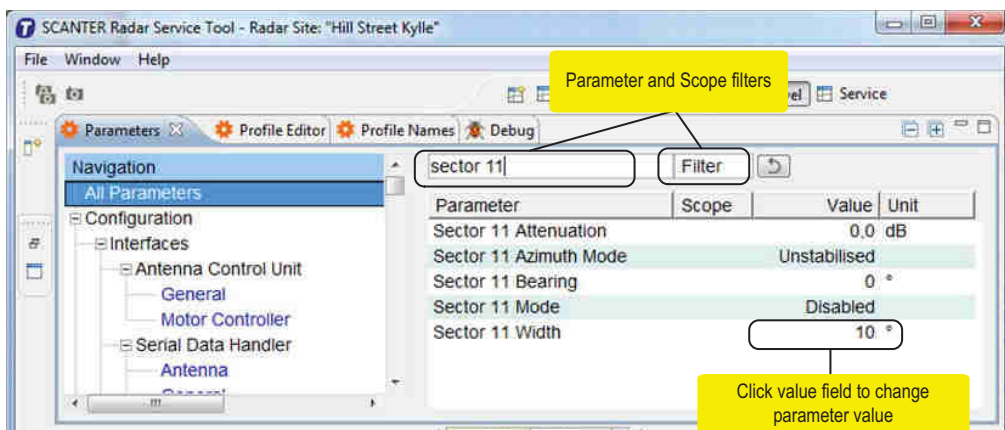 SCANTER Radar Service Tool - Radar Site: "Hill Street Kylle"
File Window Help
Parameter and Scope filters
Service
Parameters Profile Editor Profile Names Debug
Navigation
All Parameters
Configuration
Interfaces
Antenna Control Unit
General
Motor Controller
Serial Data Handler
Antenna
sector 11 Filter
Parameter Scope Value Unit
Sector 11 Attenuation 0,0 dB
Sector 11 Azimuth Mode Unstabilised
Sector 11 Bearing 0 °
Sector 11 Mode Disabled
Sector 11 Width 10 °
Click value field to change
parameter value